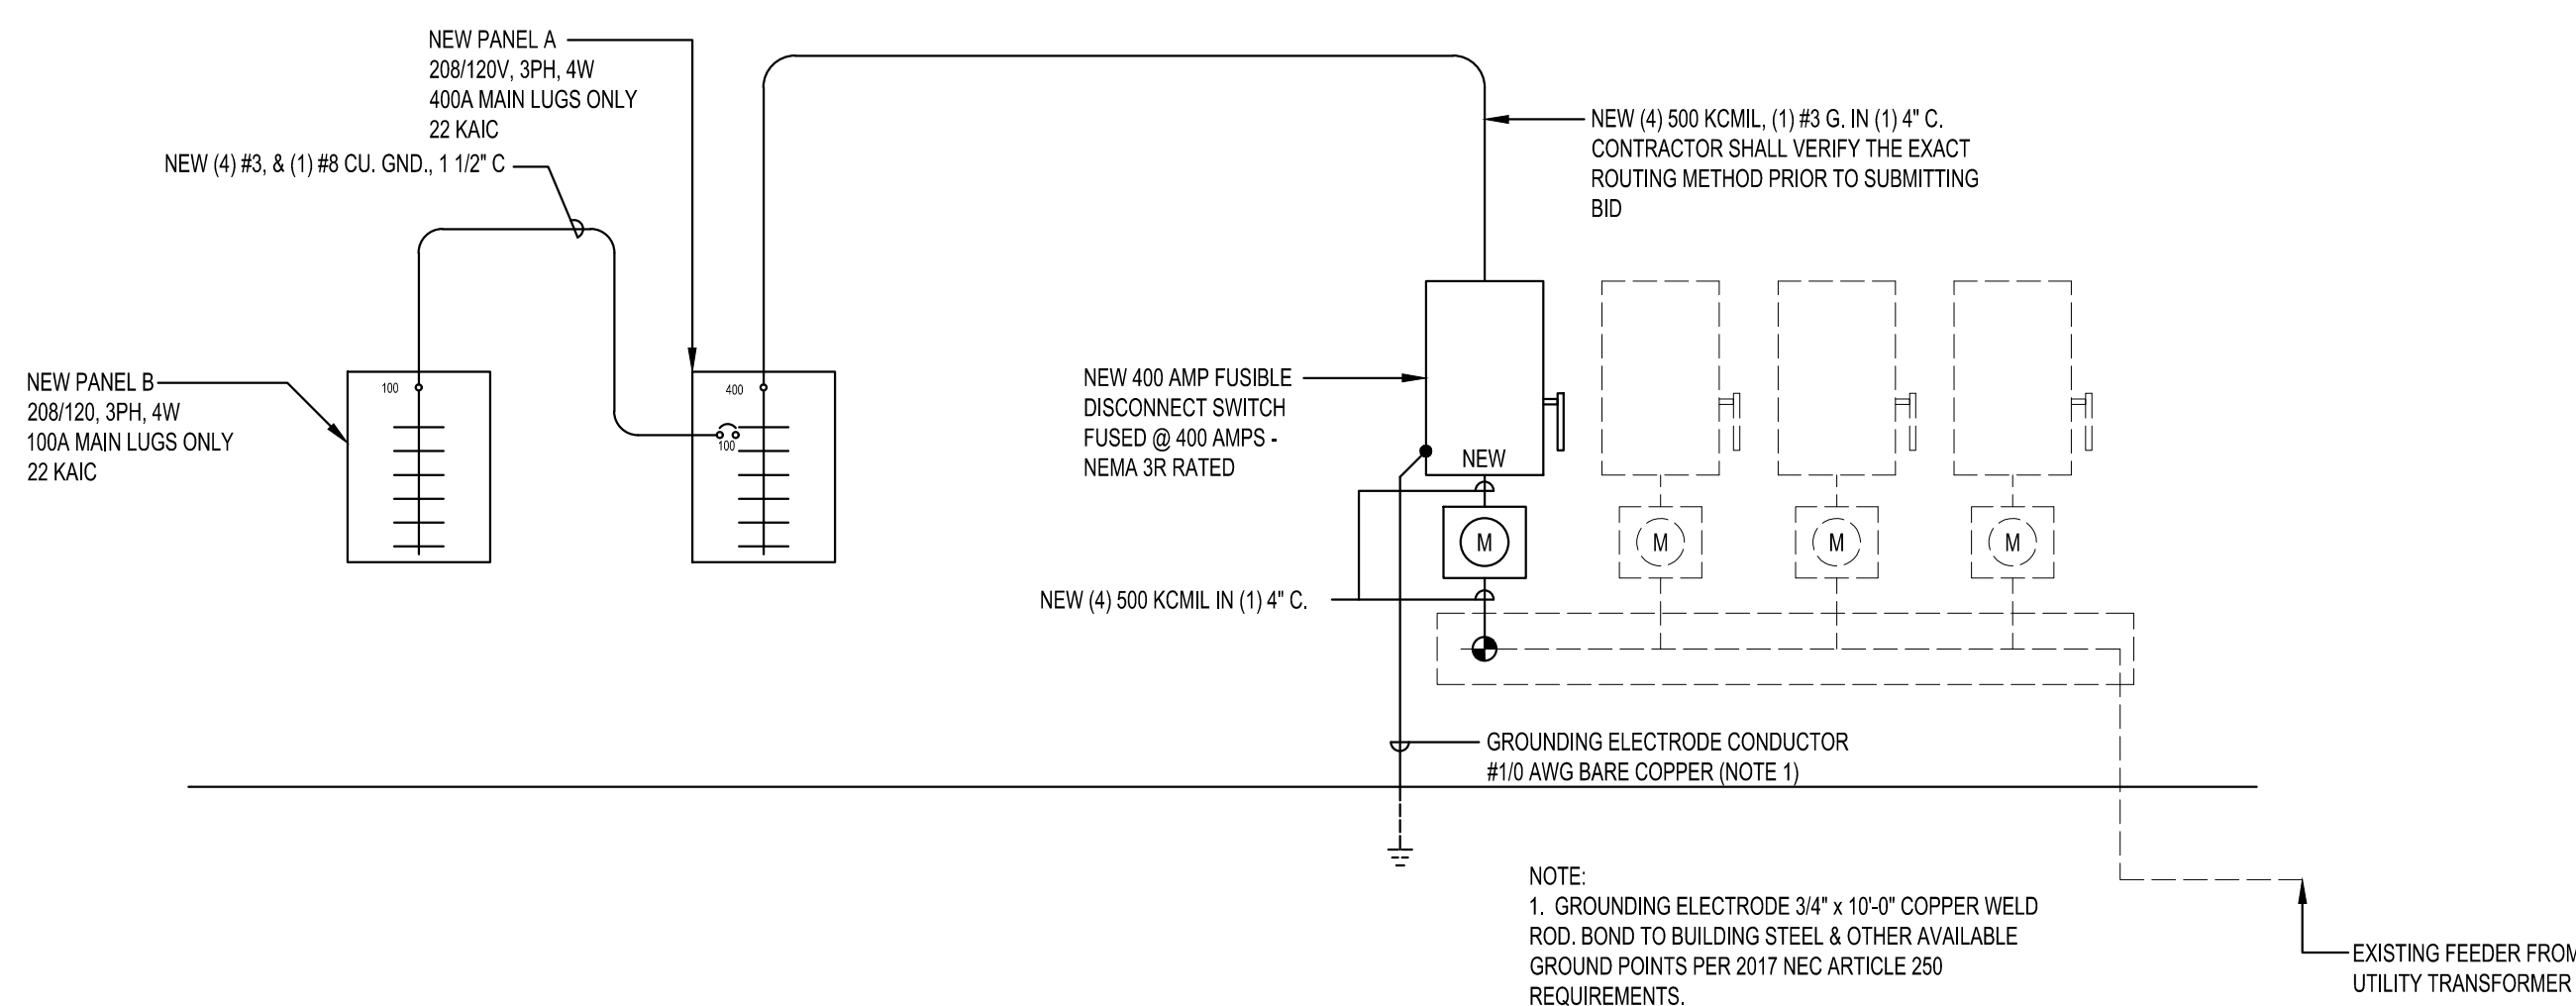 NEW PANEL A
208/120V, 3PH, 4W
400A MAIN LUGS ONLY
22 KAIC
NEW (4) #3, & (1) #8 CU. GND., 1 1/2" C
NEW (4) 500 KCMIL, (1) #3 G. IN (1) 4" C.
CONTRACTOR SHALL VERIFY THE EXACT
ROUTING METHOD PRIOR TO SUBMITTING
BID
NEW PANEL B
208/120, 3PH, 4W
100A MAIN LUGS ONLY
22 KAIC
100
400
100
NEW 400 AMP FUSIBLE
DISCONNECT SWITCH
FUSED @ 400 AMPS -
NEMA 3R RATED
NEW
M
M
M
M
NEW (4) 500 KCMIL IN (1) 4" C.
GROUNDING ELECTRODE CONDUCTOR
#1/0 AWG BARE COPPER (NOTE 1)
NOTE:
1. GROUNDING ELECTRODE 3/4" x 10'-0" COPPER WELD
ROD. BOND TO BUILDING STEEL & OTHER AVAILABLE
GROUND POINTS PER 2017 NEC ARTICLE 250
REQUIREMENTS.
EXISTING FEEDER FROM
UTILITY TRANSFORMER